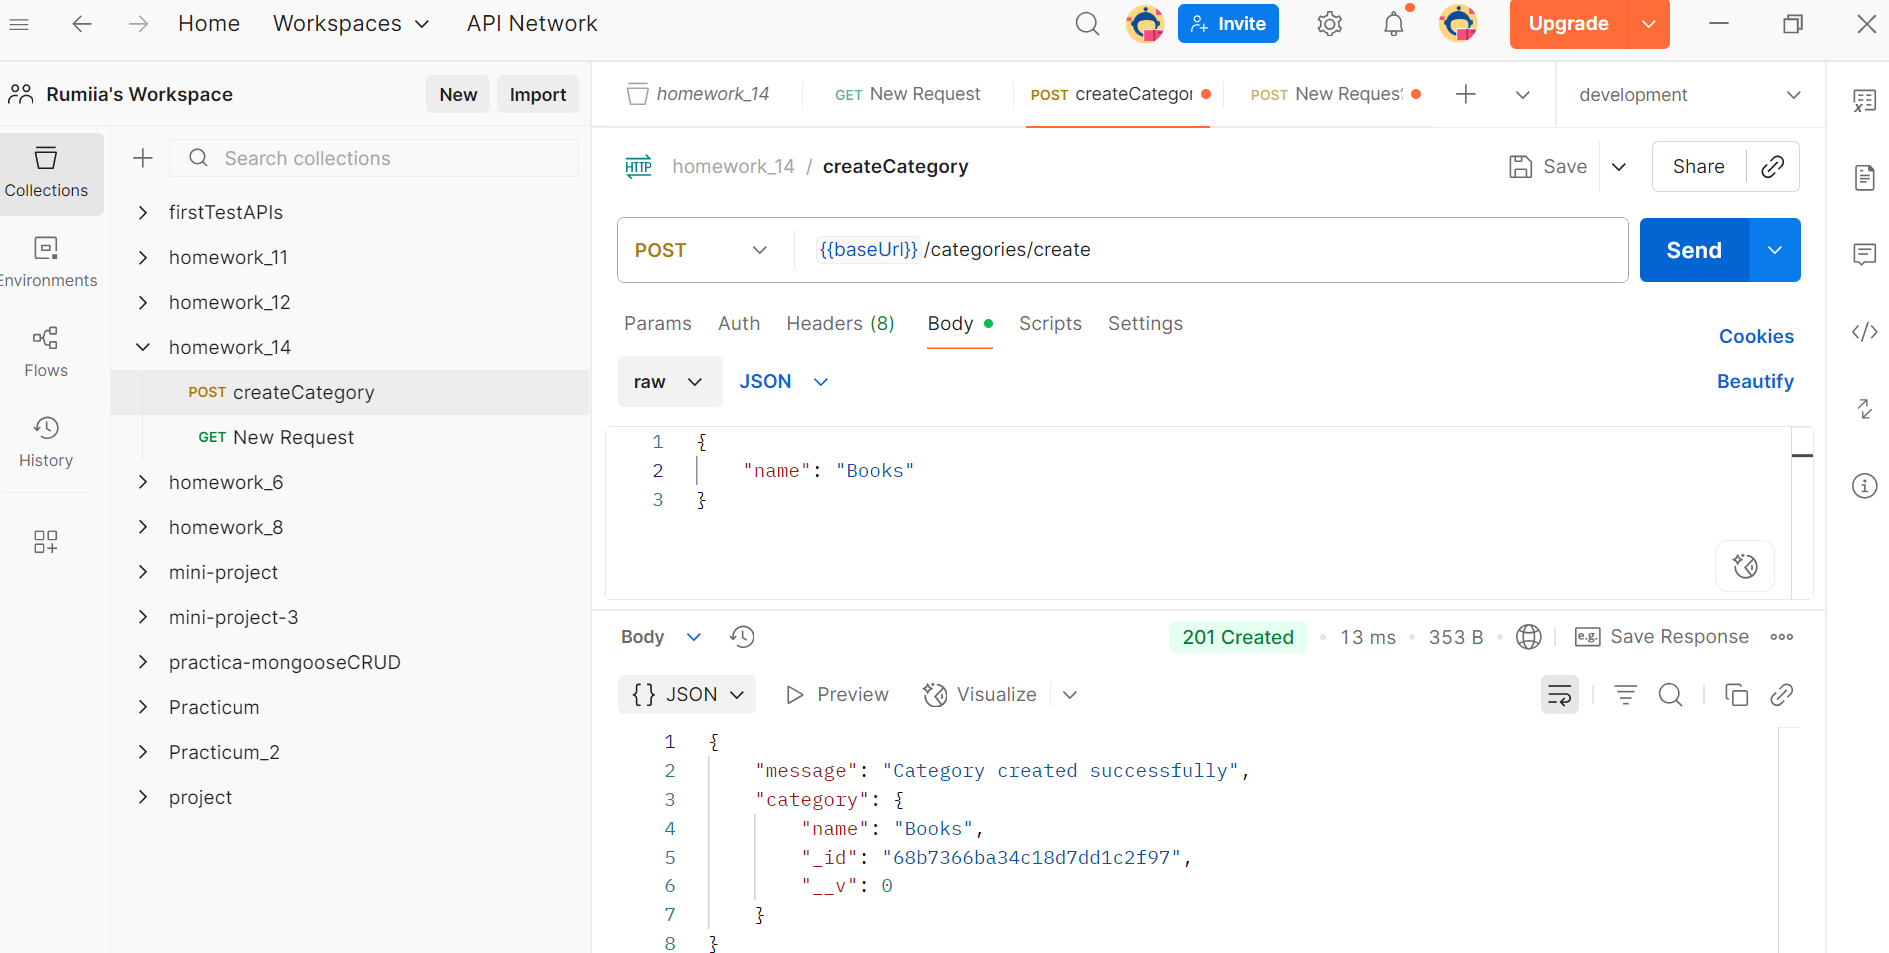 Home
Workspaces
API Network
Invite
Upgrade
Rumiia's Workspace
New
Import
homework_14
GET New Request
POST createCategor
POST New Reques
development
Collections
Environments
Flows
History
Search collections
firstTestAPIs
homework_11
homework_12
homework_14
POST createCategory
GET New Request
homework_6
homework_8
mini-project
mini-project-3
practica-mongooseCRUD
Practicum
Practicum_2
project
HTTP homework_14 / createCategory
Save
Share
POST
{{baseUrl}} /categories/create
Send
Params
Auth
Headers (8)
Body
Scripts
Settings
Cookies
raw
JSON
Beautify
1 {
2 "name": "Books"
3 }
Body
201 Created
13 ms
353 B
e.g. Save Response
{} JSON
Preview
Visualize
1 {
2 "message": "Category created successfully",
3 "category": {
4 "name": "Books",
5 "_id": "68b7366ba34c18d7dd1c2f97",
6 "__v": 0
7 }
8 }